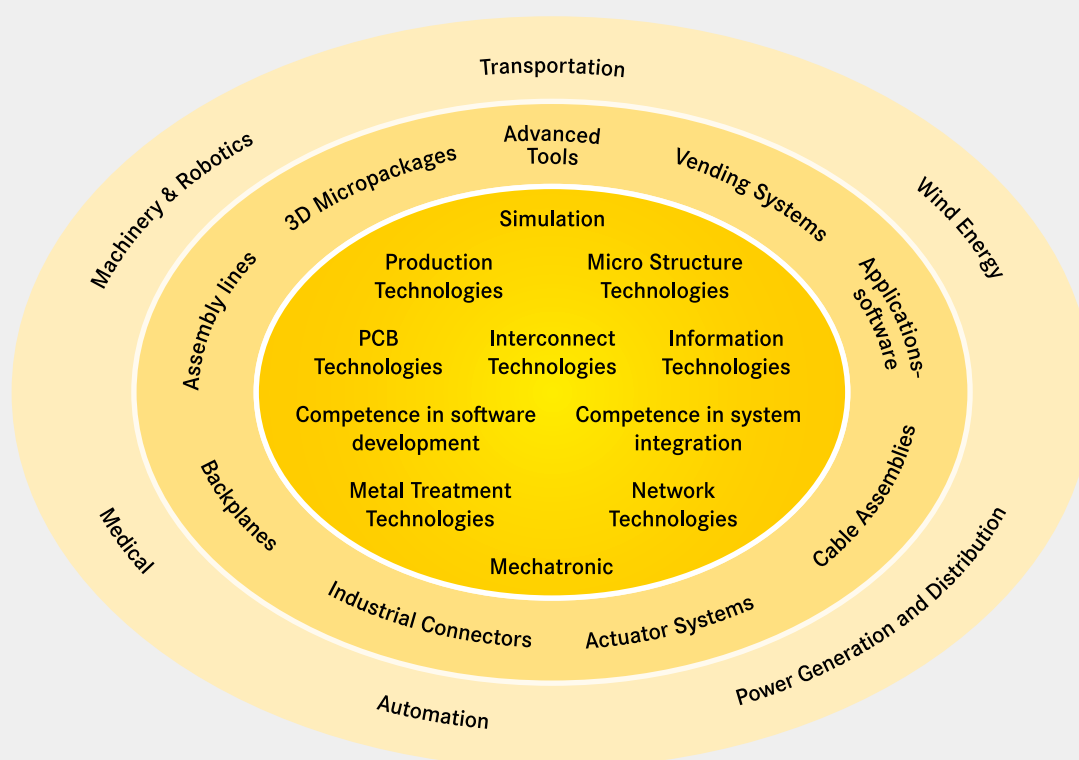 Transportation
Machinery & Robotics
Wind Energy
Medical
Power Generation and Distribution
Automation
Advanced
Tools
3D Micropackages
Vending Systems
Assembly lines
Applications-
software
Backplanes
Cable Assemblies
Industrial Connectors
Actuator Systems
Simulation
Production
Technologies
Micro Structure
Technologies
PCB
Technologies
Interconnect
Technologies
Information
Technologies
Competence in software
development
Competence in system
integration
Metal Treatment
Technologies
Network
Technologies
Mechatronic